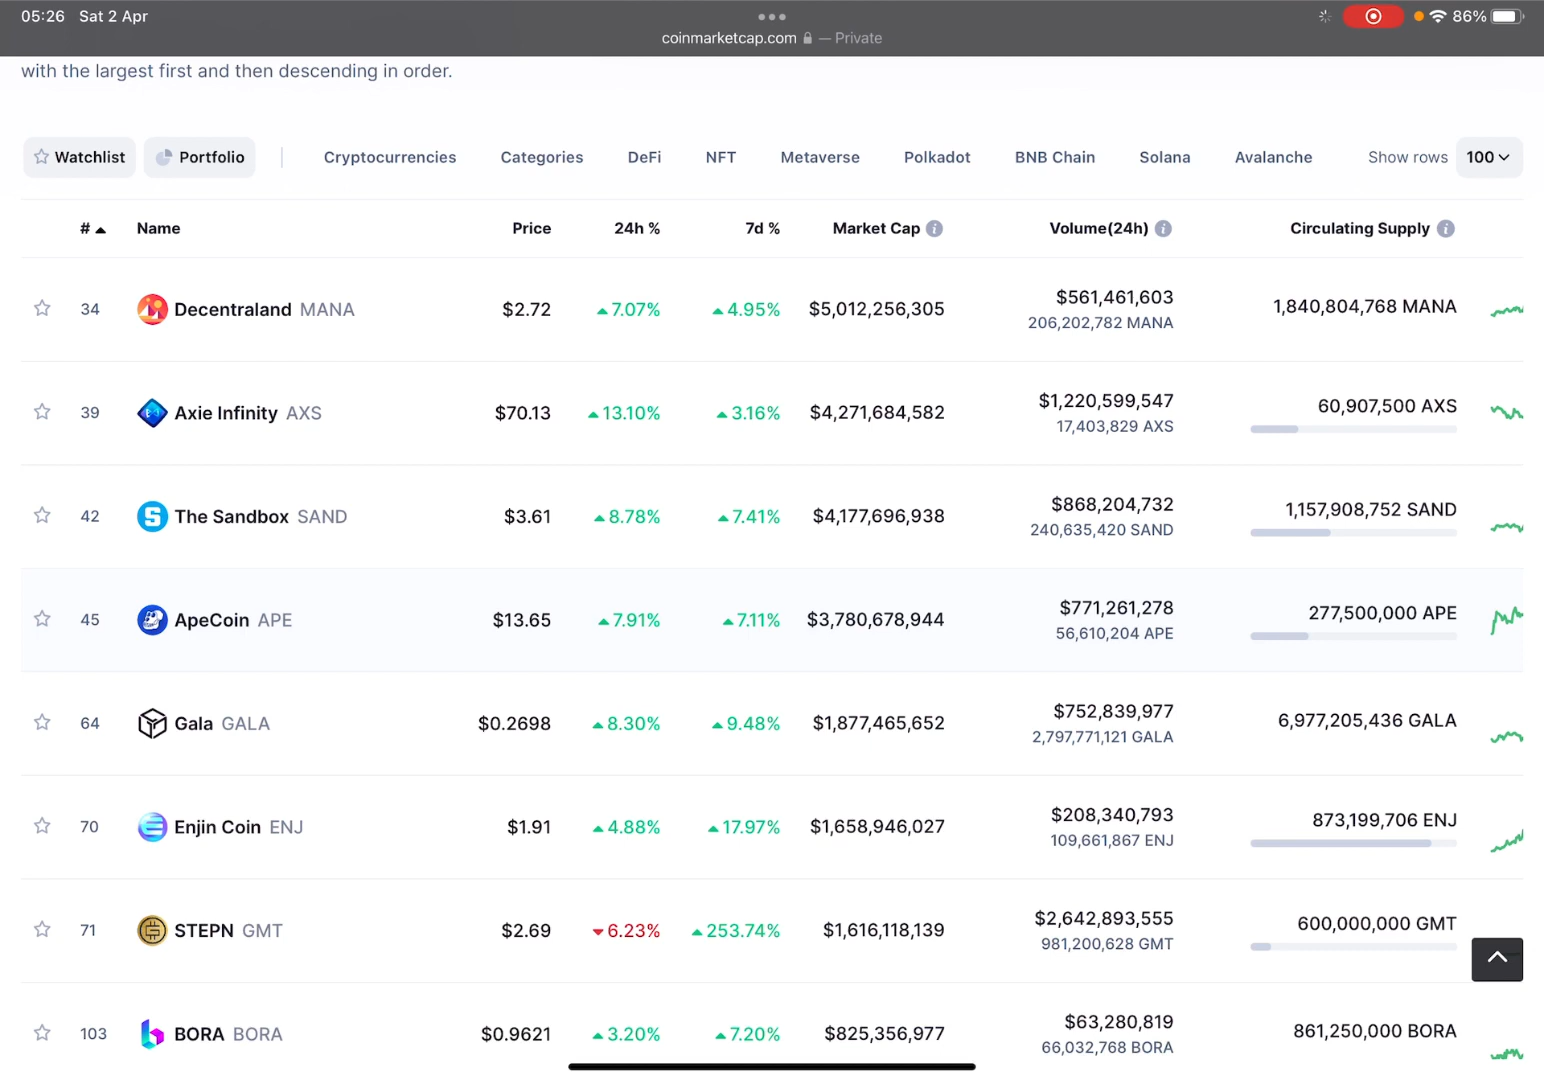 05:26 Sat 2 Apr
86%
coinmarketcap.com — Private
with the largest first and then descending in order.
Watchlist Portfolio Cryptocurrencies Categories DeFi NFT Metaverse Polkadot BNB Chain Solana Avalanche Show rows 100
# Name Price 24h % 7d % Market Cap Volume(24h) Circulating Supply
34 Decentraland MANA $2.72 7.07% 4.95% $5,012,256,305 $561,461,603 1,840,804,768 MANA
206,202,782 MANA
39 Axie Infinity AXS $70.13 13.10% 3.16% $4,271,684,582 $1,220,599,547 60,907,500 AXS
17,403,829 AXS
42 The Sandbox SAND $3.61 8.78% 7.41% $4,177,696,938 $868,204,732 1,157,908,752 SAND
240,635,420 SAND
45 ApeCoin APE $13.65 7.91% 7.11% $3,780,678,944 $771,261,278 277,500,000 APE
56,610,204 APE
64 Gala GALA $0.2698 8.30% 9.48% $1,877,465,652 $752,839,977 6,977,205,436 GALA
2,797,771,121 GALA
70 Enjin Coin ENJ $1.91 4.88% 17.97% $1,658,946,027 $208,340,793 873,199,706 ENJ
109,661,867 ENJ
71 STEPN GMT $2.69 6.23% 253.74% $1,616,118,139 $2,642,893,555 600,000,000 GMT
981,200,628 GMT
103 BORA BORA $0.9621 3.20% 7.20% $825,356,977 $63,280,819 861,250,000 BORA
66,032,768 BORA